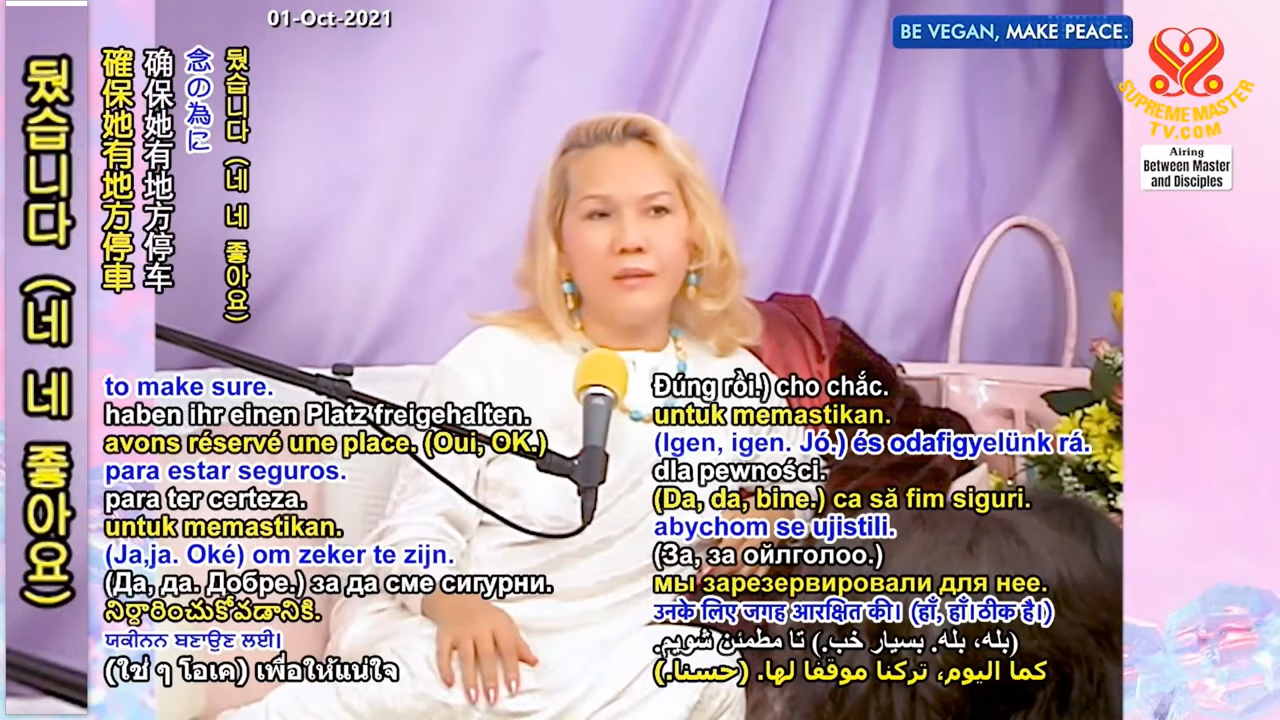 01-Oct-2021
BE VEGAN, MAKE PEACE.
SUPREME MASTER
TV.COM
Airing
Between Master
and Disciples
뒀습니다 (네 네 좋아요)
確保她有地方停車
确保她有地方停车
念の為に
뒀습니다 (네 네 좋아요)
to make sure.
haben ihr einen Platz freigehalten.
avons réservé une place. (Oui, OK.)
para estar seguros.
para ter certeza.
untuk memastikan.
(Ja,ja. Oké) om zeker te zijn.
(Да, да. Добре.) за да сме сигурни.
నిర్ధారించుకోవడానికి.
ਯਕੀਨਨ ਬਣਾਉਣ ਲਈ।
(ใช่ ๆ โอเค) เพื่อให้แน่ใจ
Đúng rồi.) cho chắc.
untuk memastikan.
(Igen, igen. Jó.) és odafigyelünk rá.
dla pewności.
(Da, da, bine.) ca să fim siguri.
abychom se ujistili.
(За, за ойлголоо.)
мы зарезервировали для нее.
उनके लिए जगह आरक्षित की। (हाँ, हाँ।ठीक है।)
(بله، بله. بسیار خب.) تا مطمئن شویم.
كما اليوم، تركنا موقفا لها. (حسنا.)